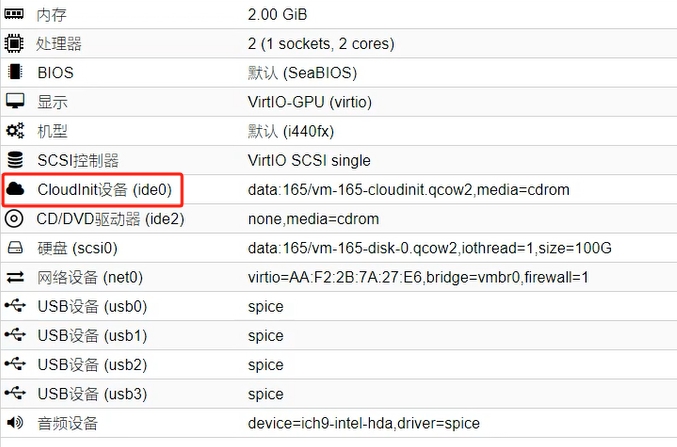 内存 2.00 GiB
处理器 2 (1 sockets, 2 cores)
BIOS 默认 (SeaBIOS)
显示 VirtIO-GPU (virtio)
机型 默认 (i440fx)
SCSI控制器 VirtIO SCSI single
CloudInit设备 (ide0) data:165/vm-165-cloudinit.qcow2,media=cdrom
CD/DVD驱动器 (ide2) none,media=cdrom
硬盘 (scsi0) data:165/vm-165-disk-0.qcow2,iothread=1,size=100G
网络设备 (net0) virtio=AA:F2:2B:7A:27:E6,bridge=vmbr0,firewall=1
USB设备 (usb0) spice
USB设备 (usb1) spice
USB设备 (usb2) spice
USB设备 (usb3) spice
音频设备 device=ich9-intel-hda,driver=spice